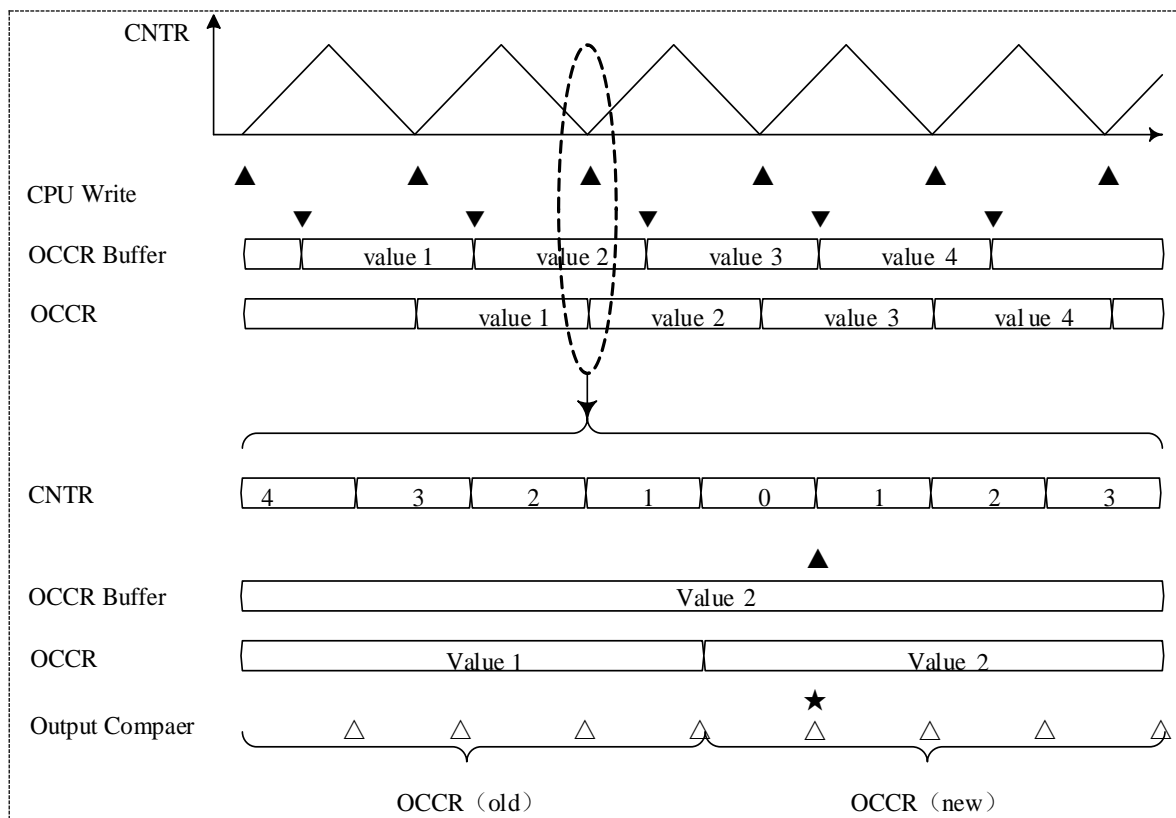 CNTR
CPU Write
OCCR Buffer value 1 value 2 value 3 value 4
OCCR value 1 value 2 value 3 value 4
CNTR 4 3 2 1 0 1 2 3
OCCR Buffer Value 2
OCCR Value 1 Value 2
Output Compaer
OCCR（old） OCCR（new）